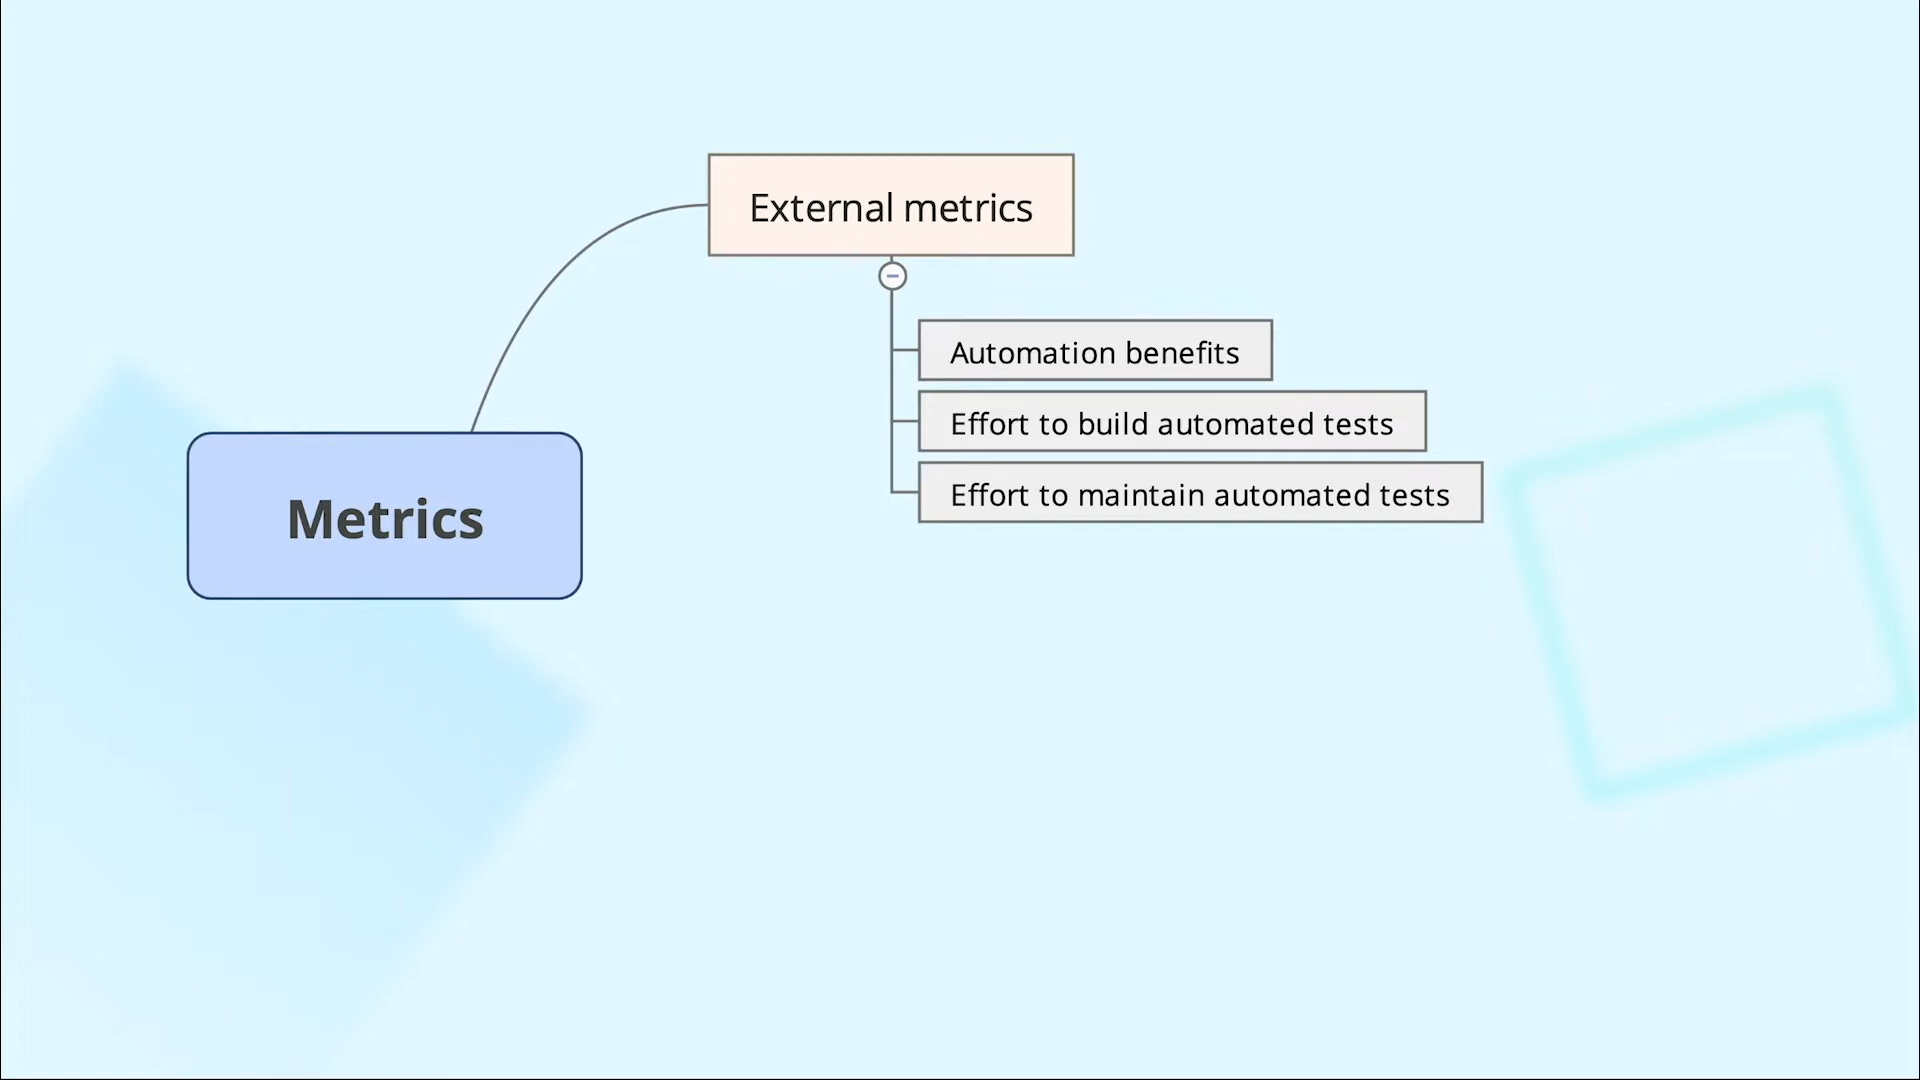 External metrics
Automation benefits
Effort to build automated tests
Effort to maintain automated tests
Metrics